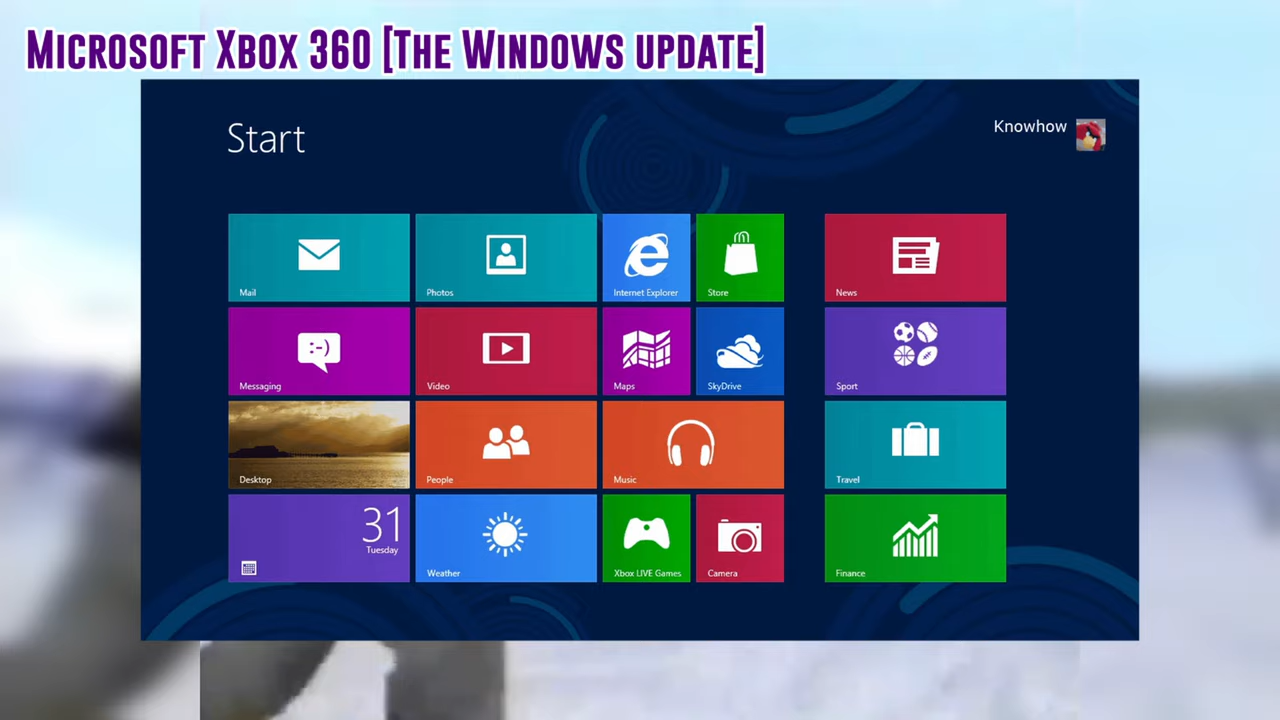 Microsoft Xbox 360 [The Windows update]
Start
Knowhow
Mail
Photos
Internet Explorer
Store
News
:-)
Messaging
Video
Maps
SkyDrive
Sport
Desktop
People
Music
Travel
31
Tuesday
Weather
Xbox LIVE Games
Camera
Finance